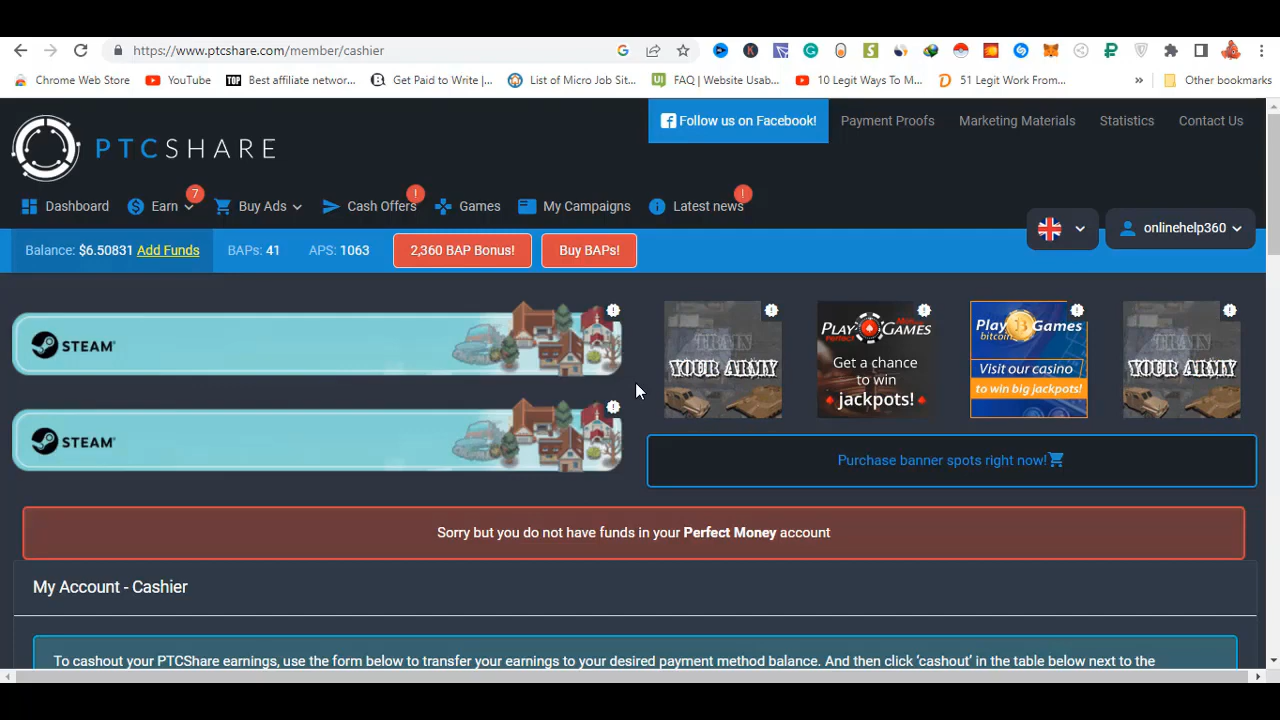 https://www.ptcshare.com/member/cashier
Chrome Web Store
YouTube
TOP
Best affiliate networ...
Get Paid to Write |...
List of Micro Job Sit...
UI
FAQ | Website Usab...
10 Legit Ways To M...
51 Legit Work From...
»
Other bookmarks
Follow us on Facebook!
Payment Proofs
Marketing Materials
Statistics
Contact Us
PTCSHARE
Dashboard
Earn
7
Buy Ads
Cash Offers
!
Games
My Campaigns
Latest news
!
onlinehelp360
Balance: $6.50831 Add Funds
BAPs: 41
APS: 1063
2,360 BAP Bonus!
Buy BAPs!
STEAM
STEAM
TRAIN
YOUR ARMY
PLAY GAMES
Perfect Money
Get a chance
to win
jackpots!
Play Games
bitcoin
Visit our casino
to win big jackpots!
TRAIN
YOUR ARMY
Purchase banner spots right now!
Sorry but you do not have funds in your Perfect Money account
My Account - Cashier
To cashout your PTCShare earnings, use the form below to transfer your earnings to your desired payment method balance. And then click 'cashout' in the table below next to the